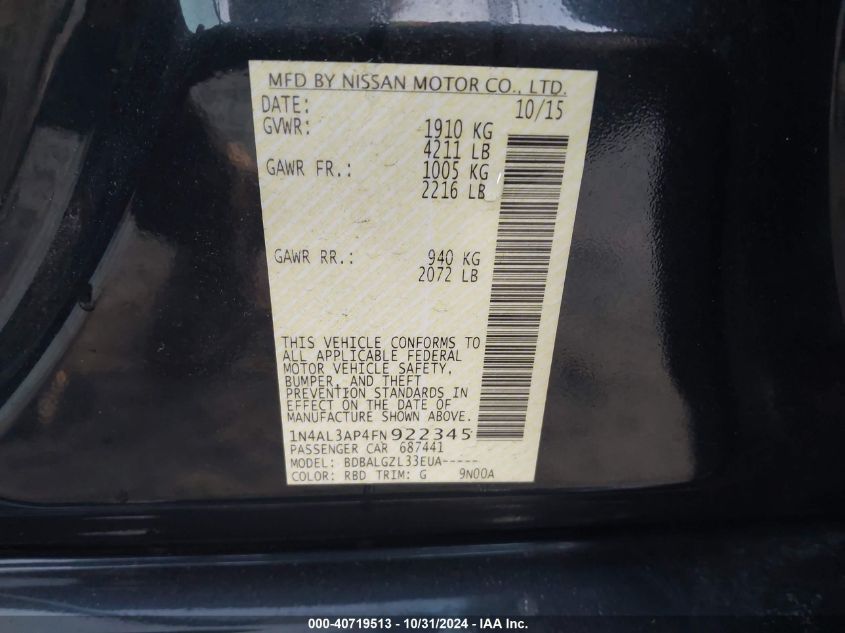 MFD BY NISSAN MOTOR CO., LTD.
DATE: 10/15
GVWR: 1910 KG
4211 LB
GAWR FR.: 1005 KG
2216 LB
GAWR RR.: 940 KG
2072 LB
THIS VEHICLE CONFORMS TO
ALL APPLICABLE FEDERAL
MOTOR VEHICLE SAFETY,
BUMPER, AND THEFT
PREVENTION STANDARDS IN
EFFECT ON THE DATE OF
MANUFACTURE SHOWN ABOVE.
1N4AL3AP4FN922345
PASSENGER CAR 687441
MODEL: BDBALGZL33EUA-----
COLOR: RBD TRIM: G 9N00A
000-40719513 - 10/31/2024 - IAA Inc.